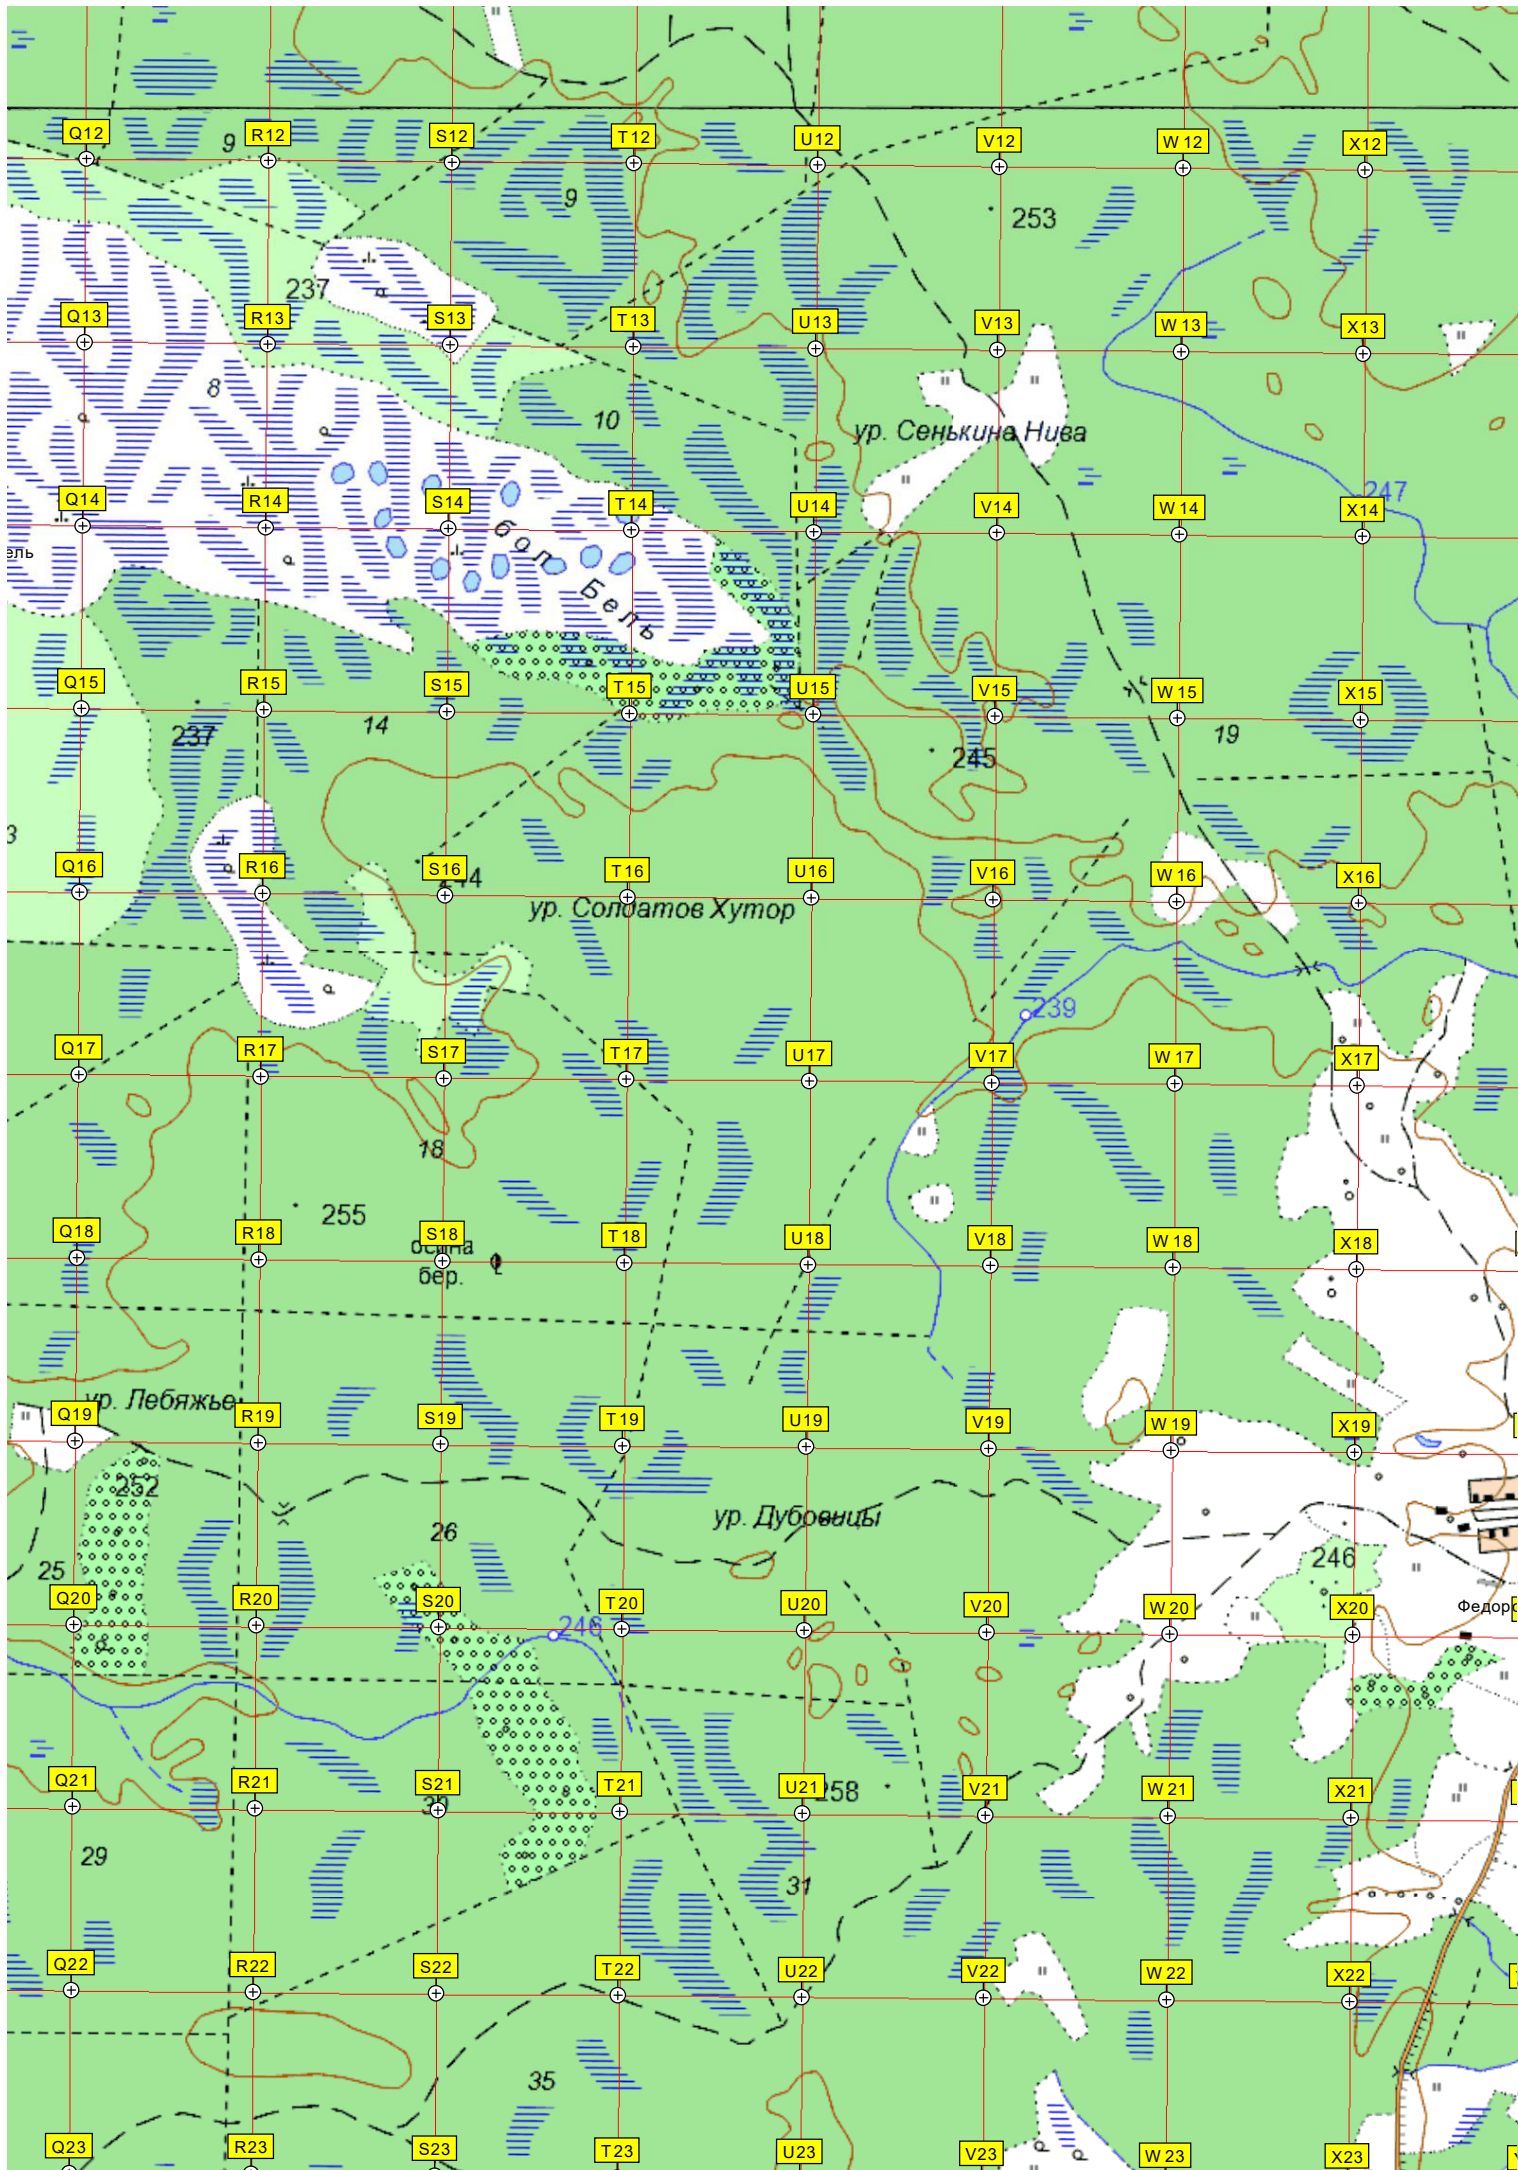 Q12 R12 S12 T12 U12 V12 W12 X12
9
9
253
237
Q13 R13 S13 T13 U13 V13 W13 X13
8
10
ур. Сенькина Нива
247
Q14 R14 S14 T14 U14 V14 W14 X14
бол. Бель
ель
Q15 R15 S15 T15 U15 V15 W15 X15
237
14
245
19
3
Q16 R16 S16 T16 U16 V16 W16 X16
244
ур. Солдатов Хутор
239
Q17 R17 S17 T17 U17 V17 W17 X17
18
255
Q18 R18 S18 T18 U18 V18 W18 X18
осина
бер.
ур. Лебяжье
Q19 R19 S19 T19 U19 V19 W19 X19
252
ур. Дубовицы
26
246
25
Q20 R20 S20 T20 U20 V20 W20 X20
Федор
246
Q21 R21 S21 T21 U21 V21 W21 X21
258
30
29
31
Q22 R22 S22 T22 U22 V22 W22 X22
35
Q23 R23 S23 T23 U23 V23 W23 X23